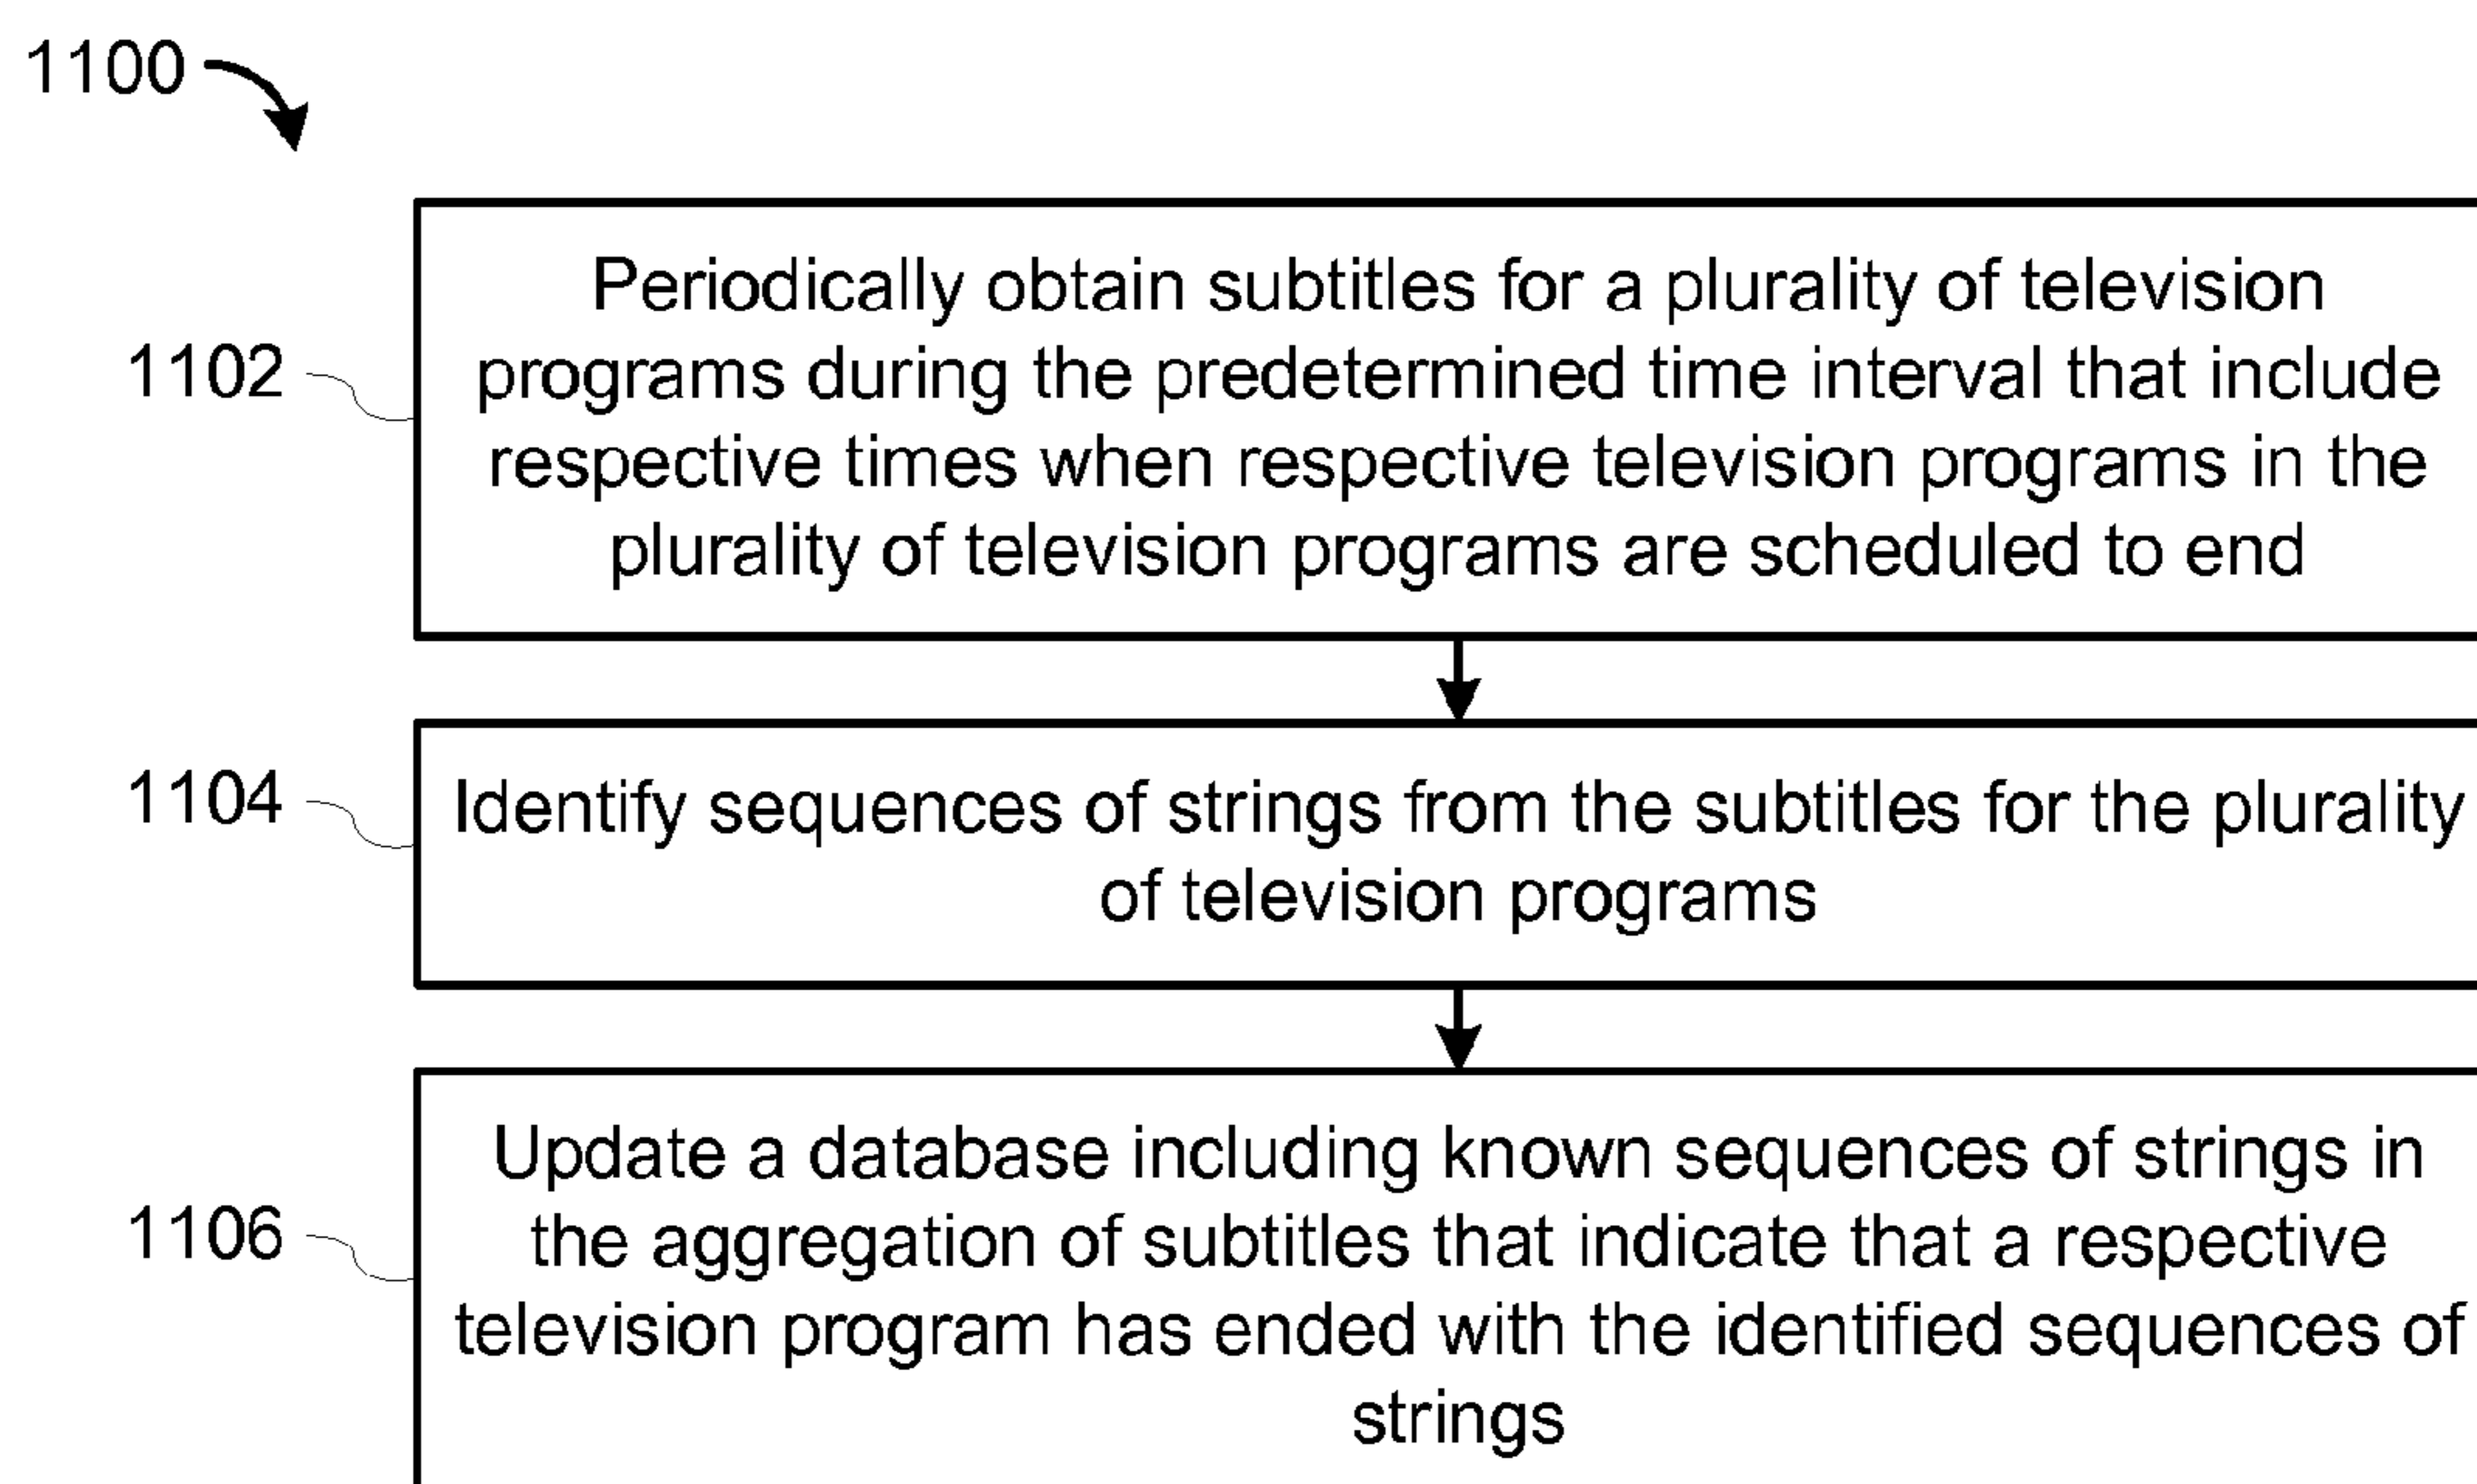 1100
Periodically obtain subtitles for a plurality of television
programs during the predetermined time interval that include
1102
respective times when respective television programs in the
plurality of television programs are scheduled to end
1104
Identify sequences of strings from the subtitles for the plurality
of television programs
Update a database including known sequences of strings in
1106
the aggregation of subtitles that indicate that a respective
television program has ended with the identified sequences of
strings